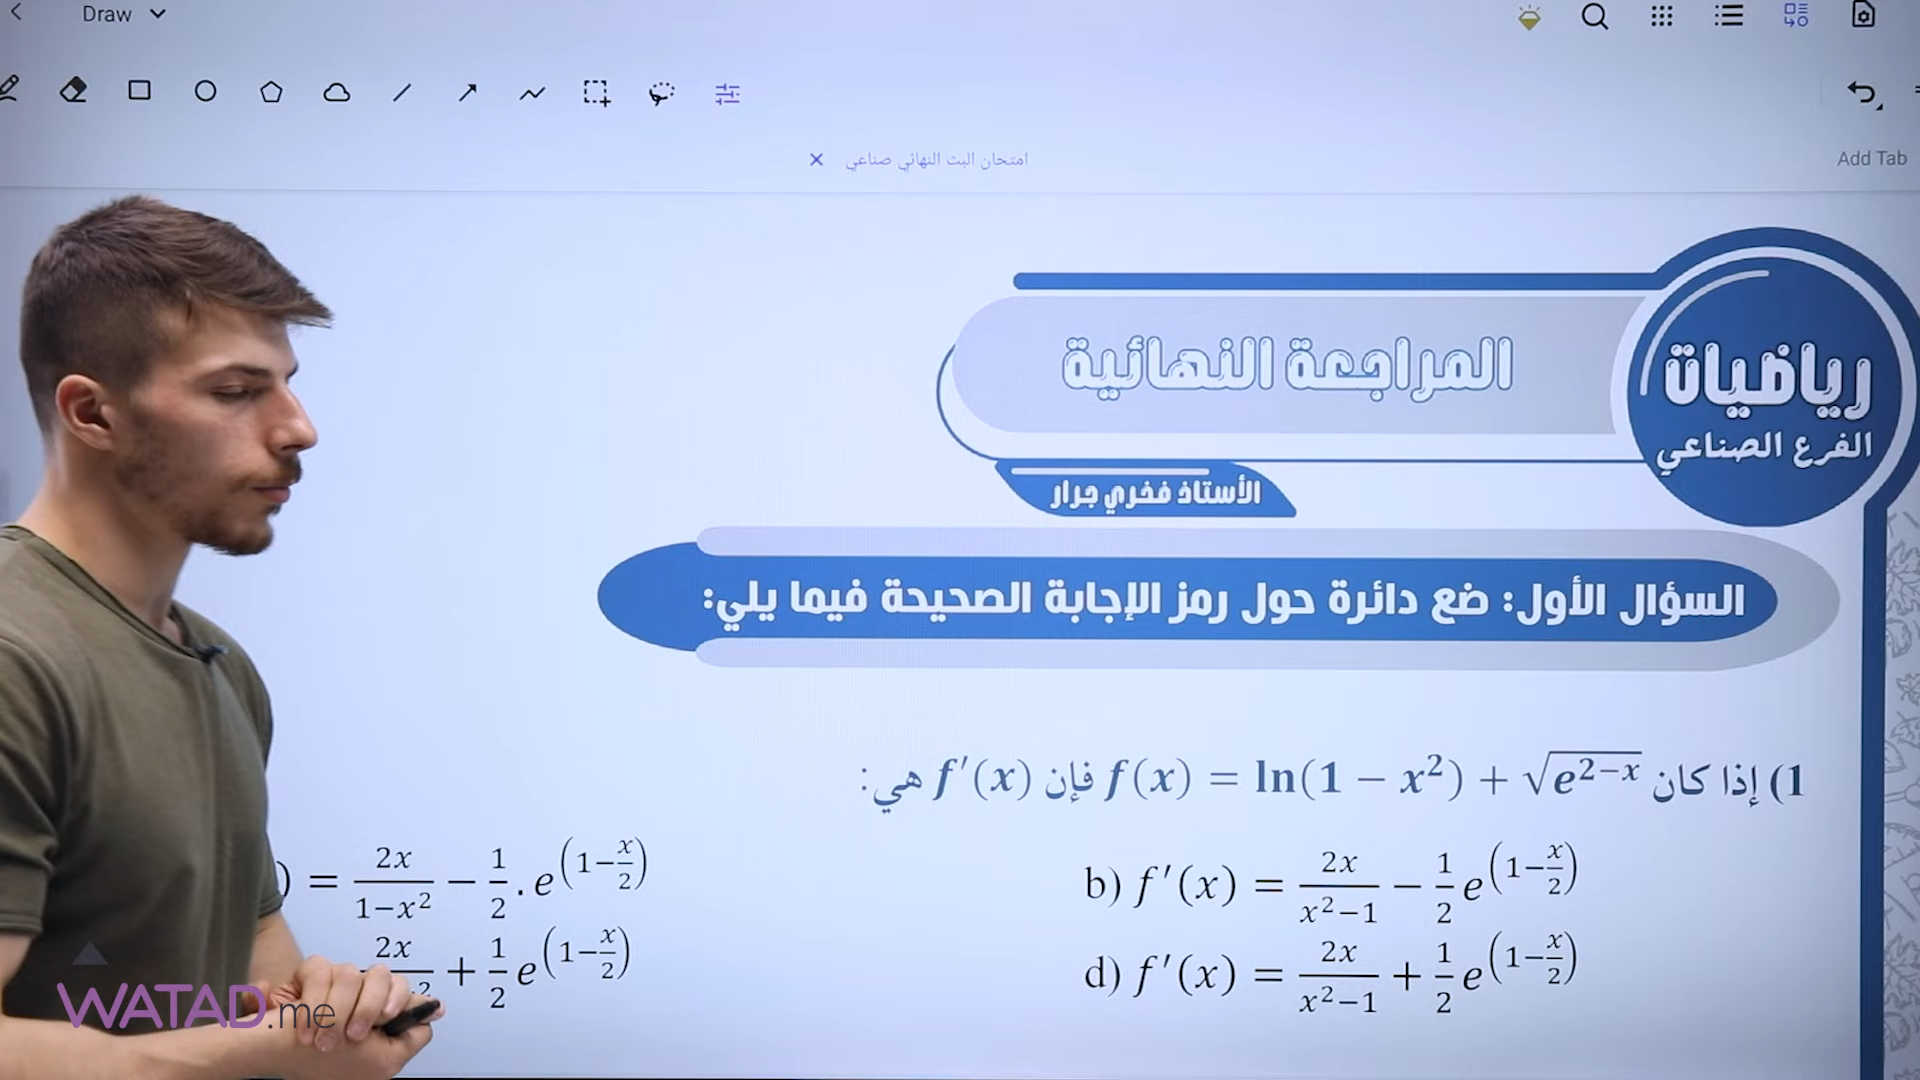 Draw
امتحان البث النهائي صناعي
Add Tab
رياضيات
الفرع الصناعي
المراجعة النهائية
الأستاذ فخري جرار
السؤال الأول: ضع دائرة حول رمز الإجابة الصحيحة فيما يلي:
1) إذا كان f(x) = ln(1 − x²) + √e^(2−x) فإن f′(x) هي:
) = 2x/(1−x²) − 1/2 . e^(1−x/2)
b) f′(x) = 2x/(x²−1) − 1/2 e^(1−x/2)
2x + 1/2 e^(1−x/2)
d) f′(x) = 2x/(x²−1) + 1/2 e^(1−x/2)
WATAD.me